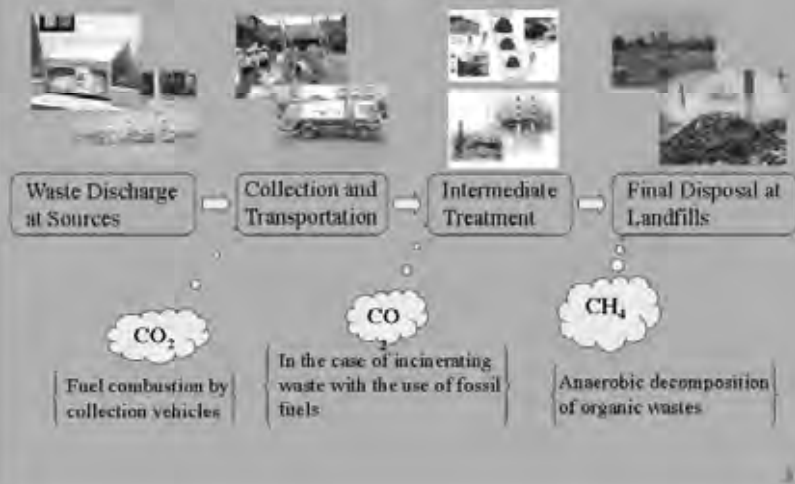 Waste Discharge
at Sources
Collection and
Transportation
Intermediate
Treatment
Final Disposal at
Landfills
CO₂
CO
2
CH₄
Fuel combustion by
collection vehicles
In the case of incinerating
waste with the use of fossil
fuels
Anaerobic decomposition
of organic wastes